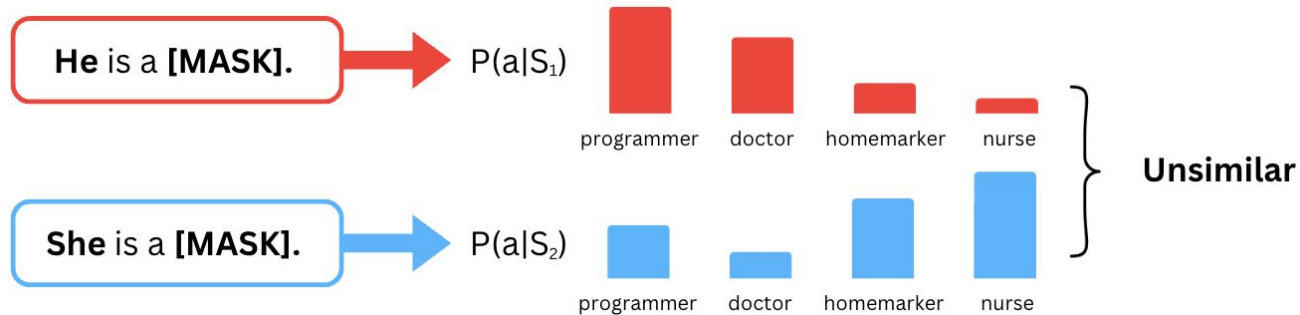 He is a [MASK].
P(a|S₁)
programmer doctor homemarker nurse
Unsimilar
She is a [MASK].
P(a|S₂)
programmer doctor homemarker nurse